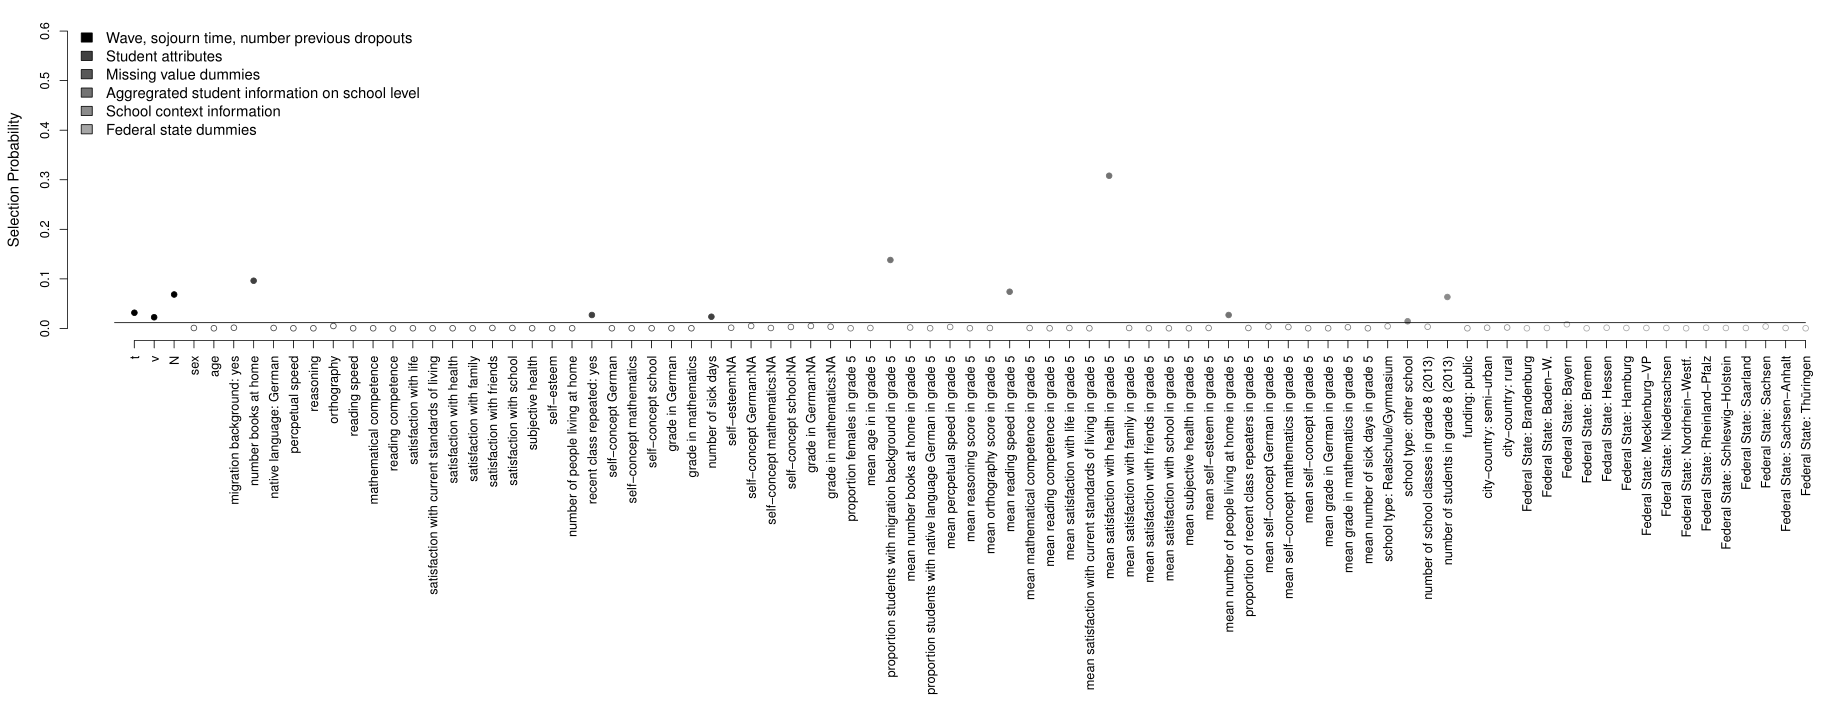 Selection Probability
0.6
0.5
0.4
0.3
0.2
0.1
0.0
Wave, sojourn time, number previous dropouts
Student attributes
Missing value dummies
Aggregrated student information on school level
School context information
Federal state dummies
t
v
N
sex
age
migration background: yes
number books at home
native language: German
percpetual speed
reasoning
orthography
reading speed
mathematical competence
reading competence
satisfaction with life
satisfaction with current standards of living
satisfaction with health
satisfaction with family
satisfaction with friends
satisfaction with school
subjective health
self−esteem
number of people living at home
recent class repeated: yes
self−concept German
self−concept mathematics
self−concept school
grade in German
grade in mathematics
number of sick days
self−esteem:NA
self−concept German:NA
self−concept mathematics:NA
self−concept school:NA
grade in German:NA
grade in mathematics:NA
proportion females in grade 5
mean age in grade 5
proportion students with migration background in grade 5
mean number books at home in grade 5
proportion students with native language German in grade 5
mean percpetual speed in grade 5
mean reasoning score in grade 5
mean orthography score in grade 5
mean reading speed in grade 5
mean mathematical competence in grade 5
mean reading competence in grade 5
mean satisfaction with life in grade 5
mean satisfaction with current standards of living in grade 5
mean satisfaction with health in grade 5
mean satisfaction with family in grade 5
mean satisfaction with friends in grade 5
mean satisfaction with school in grade 5
mean subjective health in grade 5
mean self−esteem in grade 5
mean number of people living at home in grade 5
proportion of recent class repeaters in grade 5
mean self−concept German in grade 5
mean self−concept mathematics in grade 5
mean self−concept in grade 5
mean grade in German in grade 5
mean grade in mathematics in grade 5
mean number of sick days in grade 5
school type: Realschule/Gymnasium
school type: other school
number of school classes in grade 8 (2013)
number of students in grade 8 (2013)
funding: public
city−country: semi−urban
city−country: rural
Federal State: Brandenburg
Federal State: Baden−W.
Federal State: Bayern
Federal State: Bremen
Fedaral State: Hessen
Federal State: Hamburg
Federal State: Mecklenburg−VP
Fderal State: Niedersachsen
Federal State: Nordrhein−Westf.
Federal State: Rheinland−Pfalz
Federal State: Schleswig−Holstein
Federal State: Saarland
Federal State: Sachsen
Federal State: Sachsen−Anhalt
Federal State: Thüringen